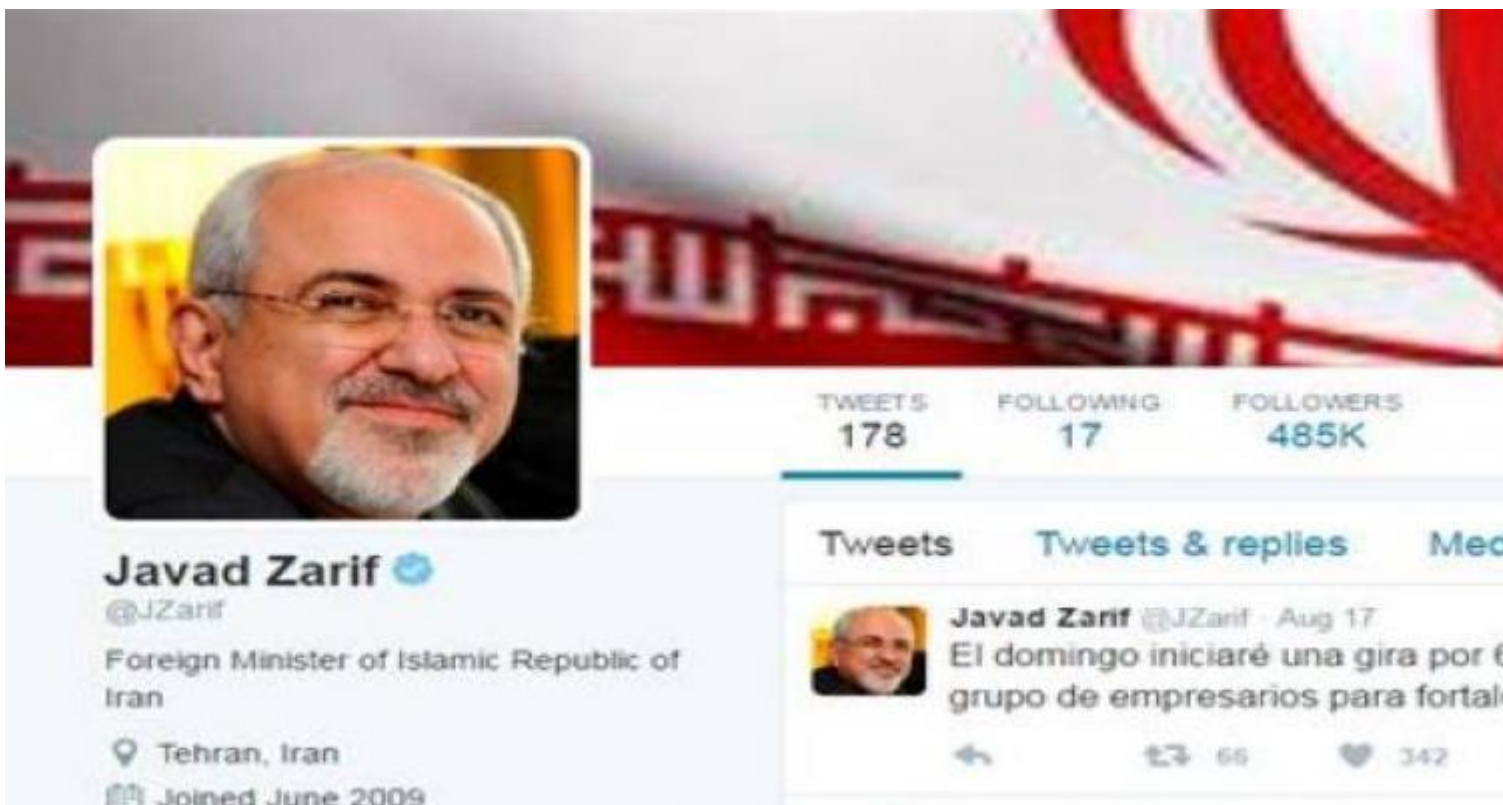 TWEETS FOLLOWING FOLLOWERS
178 17 485K
Tweets Tweets & replies
Javad Zarif
@JZarif
Foreign Minister of Islamic Republic of
Iran
Tehran, Iran
Joined June 2009
Javad Zarif @JZarif · Aug 17
El domingo iniciaré una gira por 6
grupo de empresarios para
66 342